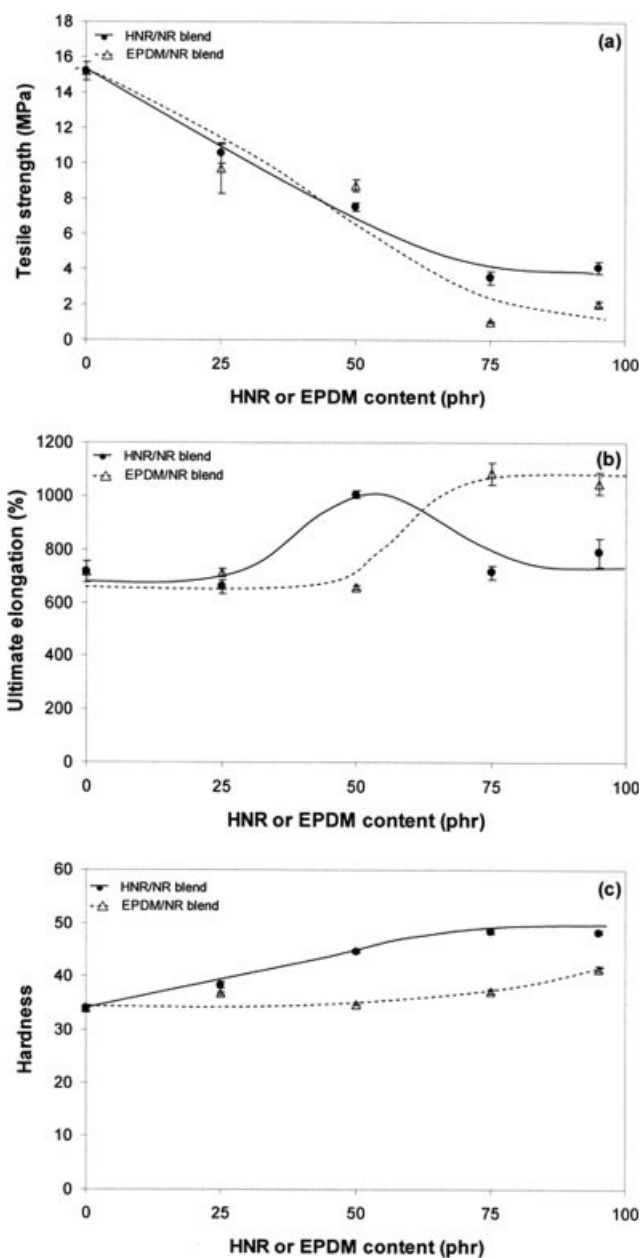 18
16
14
12
10
8
6
4
2
0
Tesile strength (MPa)
HNR/NR blend
EPDM/NR blend
(a)
0 25 50 75 100
HNR or EPDM content (phr)
1200
1000
800
600
400
200
0
Ultimate elongation (%)
HNR/NR blend
EPDM/NR blend
(b)
0 25 50 75 100
HNR or EPDM content (phr)
60
50
40
30
20
10
0
Hardness
HNR/NR blend
EPDM/NR blend
(c)
0 25 50 75 100
HNR or EPDM content (phr)